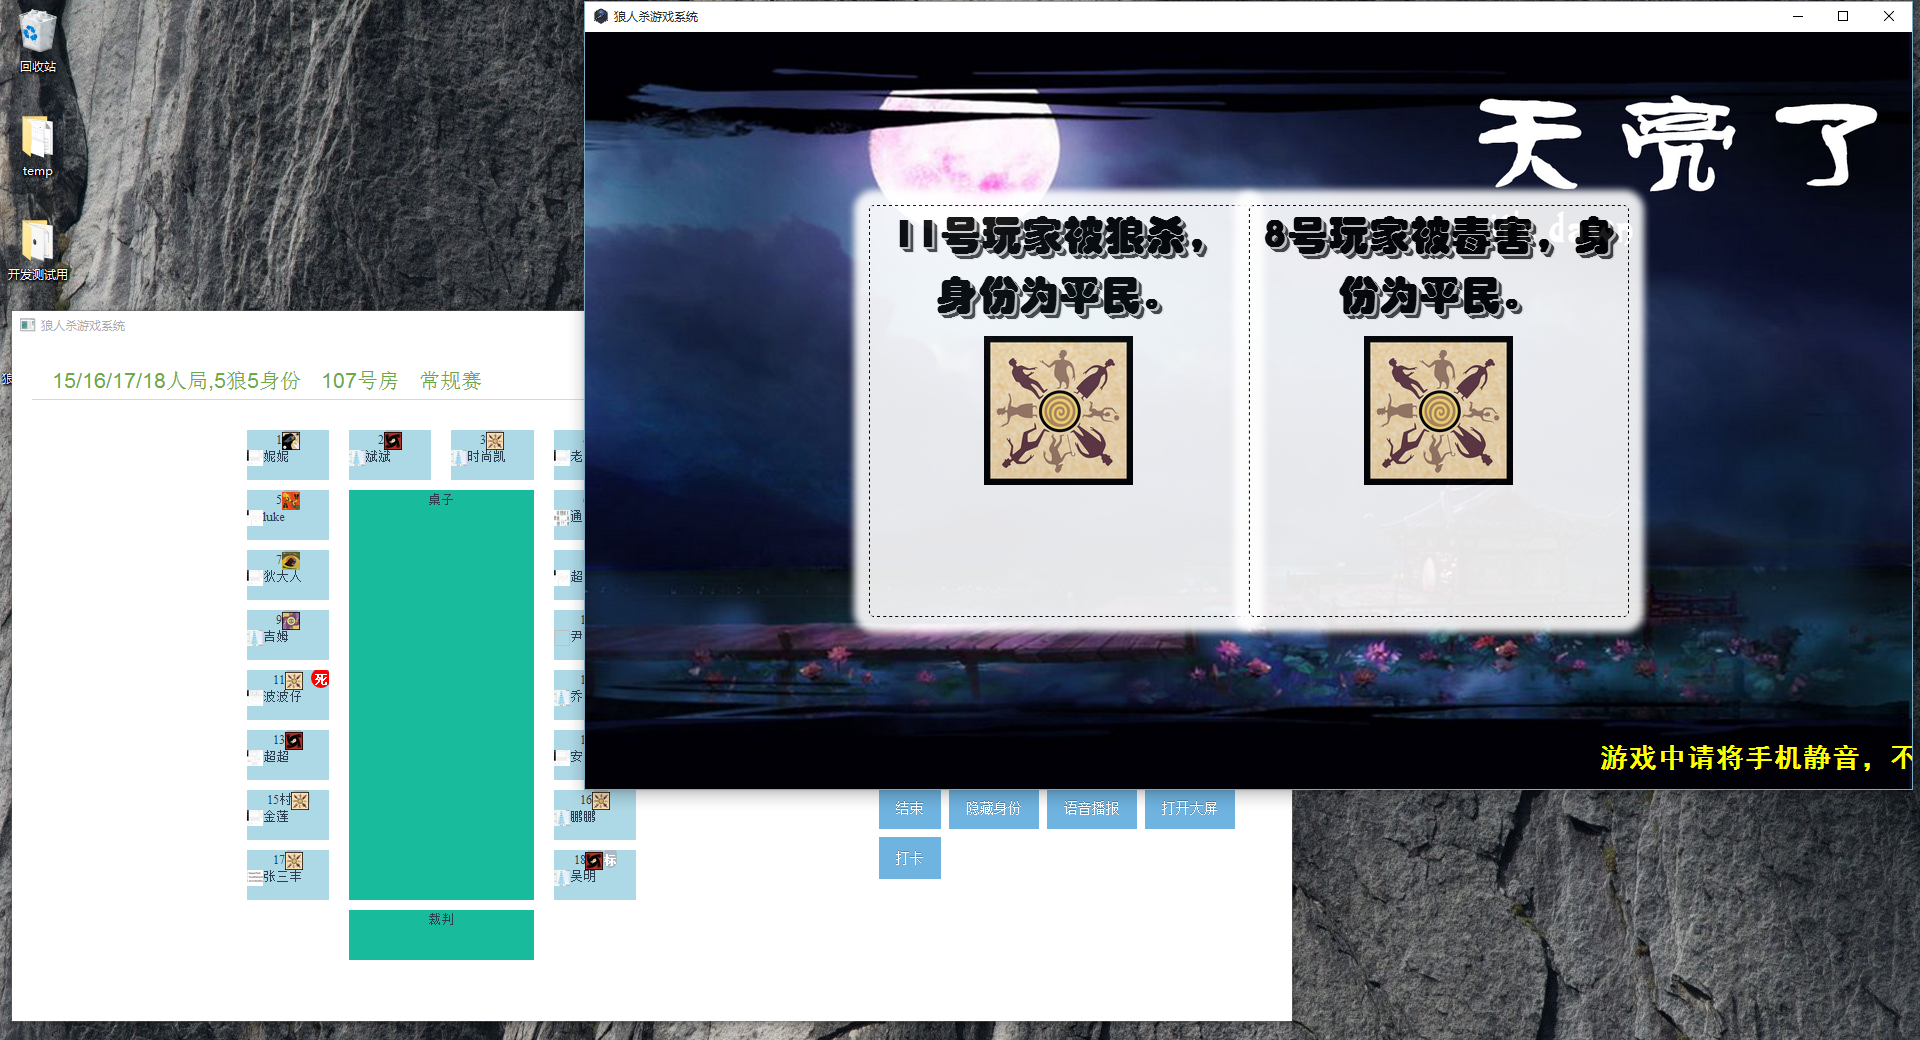 回收站
temp
开发测试用
狼人杀游戏系统
天亮了
11号玩家被狼杀，
身份为平民。
8号玩家被毒害，身
份为平民。
游戏中请将手机静音，不
狼人杀游戏系统
15/16/17/18人局,5狼5身份 107号房 常规赛
1
妮妮
2
斌斌
3
时尚凯
老
5
luke
桌子
通
7
狄大人
超
9
吉姆
尹
11
死
波波仔
乔
13
超超
安
15村
金莲
16
鹏鹏
17
张三丰
18
标
吴明
裁判
结束
隐藏身份
语音播报
打开大屏
打卡